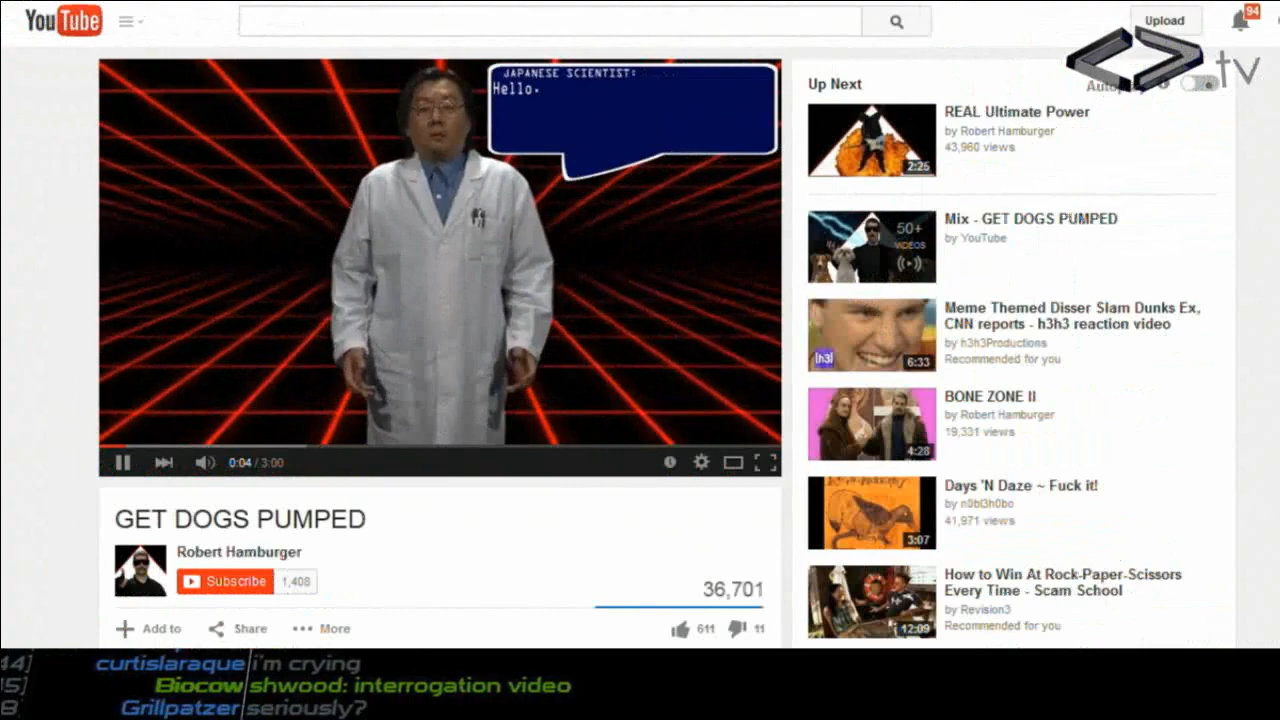 YouTube
Upload
94
tv
JAPANESE SCIENTIST:
Hello.
0:04 / 3:00
GET DOGS PUMPED
Robert Hamburger
Subscribe
1,408
36,701
Add to
Share
More
611
11
Up Next
2:25
REAL Ultimate Power
by Robert Hamburger
43,960 views
50+
VIDEOS
Mix - GET DOGS PUMPED
by YouTube
[h3]
6:33
Meme Themed Disser Slam Dunks Ex,
CNN reports - h3h3 reaction video
by h3h3Productions
Recommended for you
4:28
BONE ZONE II
by Robert Hamburger
19,331 views
3:07
Days 'N Daze ~ Fuck it!
by n0bl3h0bo
41,971 views
12:09
How to Win At Rock-Paper-Scissors
Every Time - Scam School
by Revision3
Recommended for you
44] curtislaraque i'm crying
Biocow shwood: interrogation video
Grillpatzer seriously?